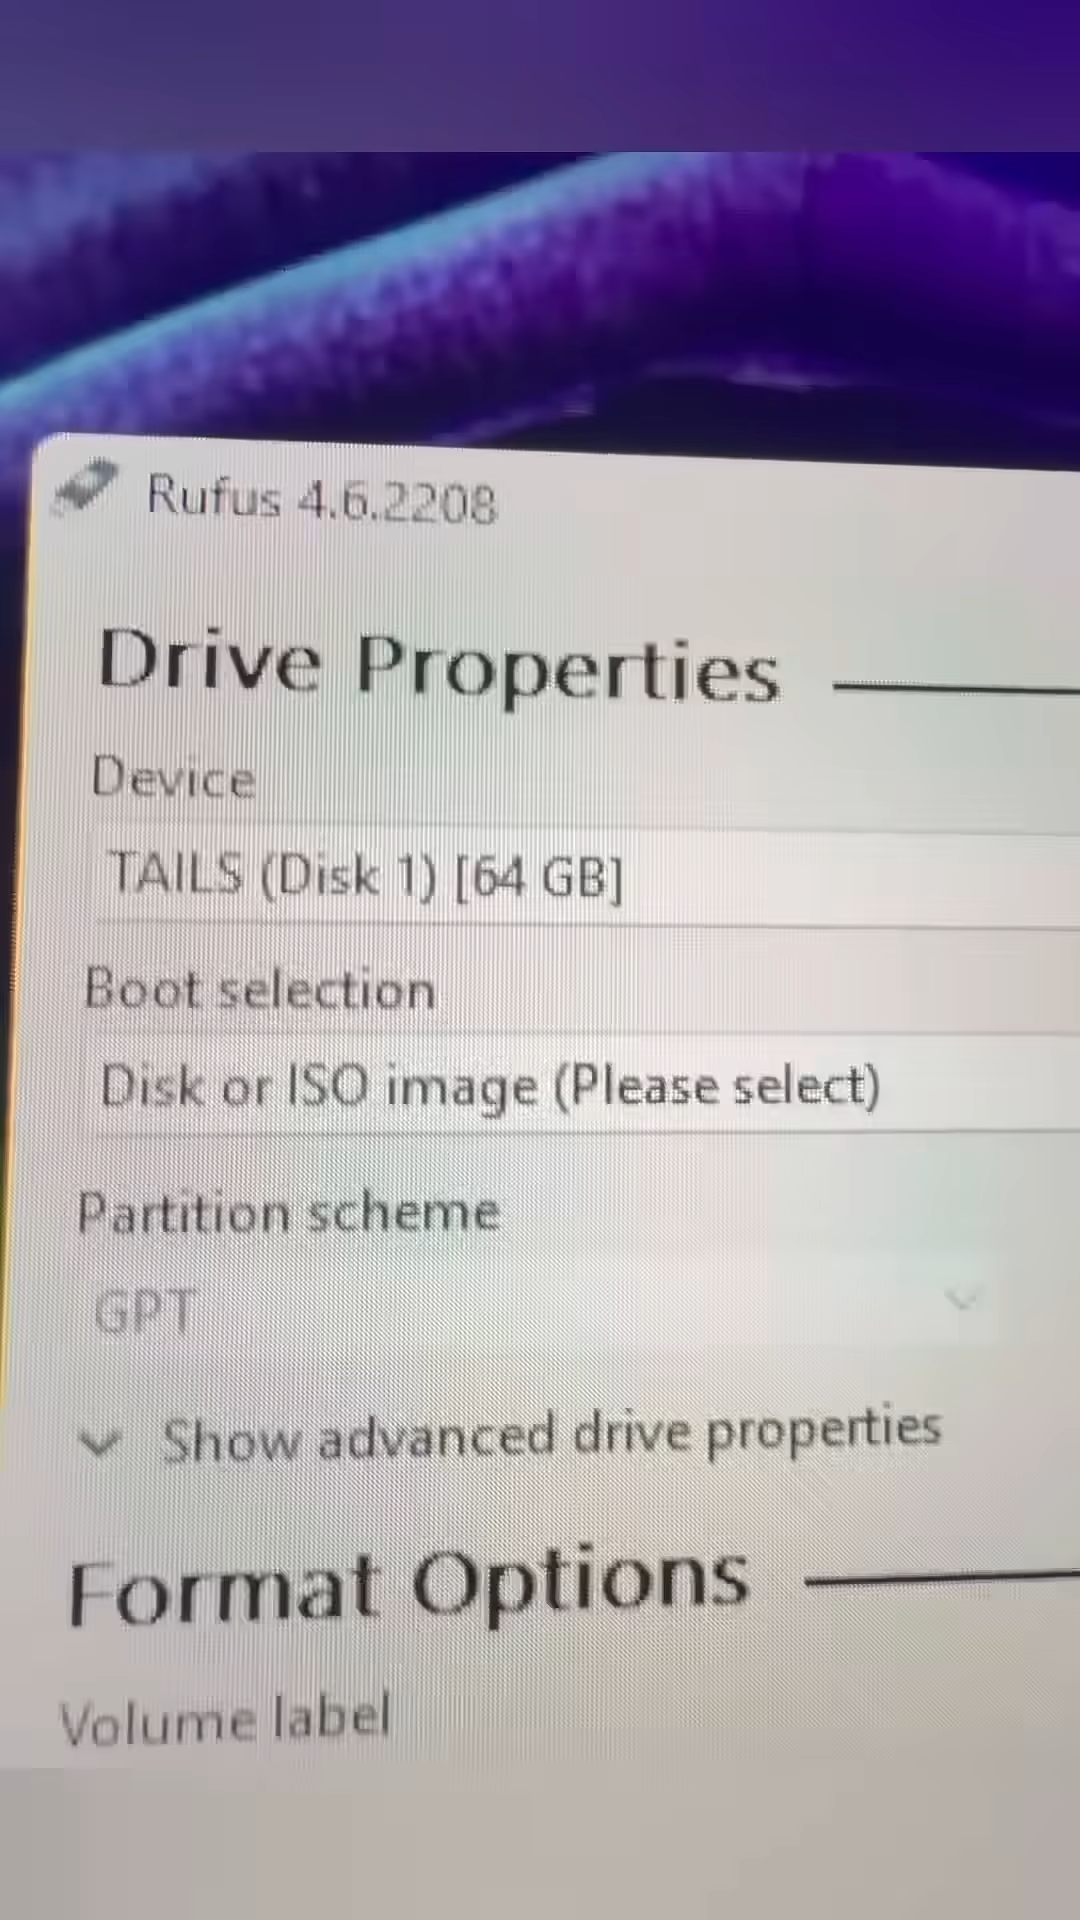 Rufus 4.6.2208
Drive Properties
Device
TAILS (Disk 1) [64 GB]
Boot selection
Disk or ISO image (Please select)
Partition scheme
GPT
Show advanced drive properties
Format Options
Volume label